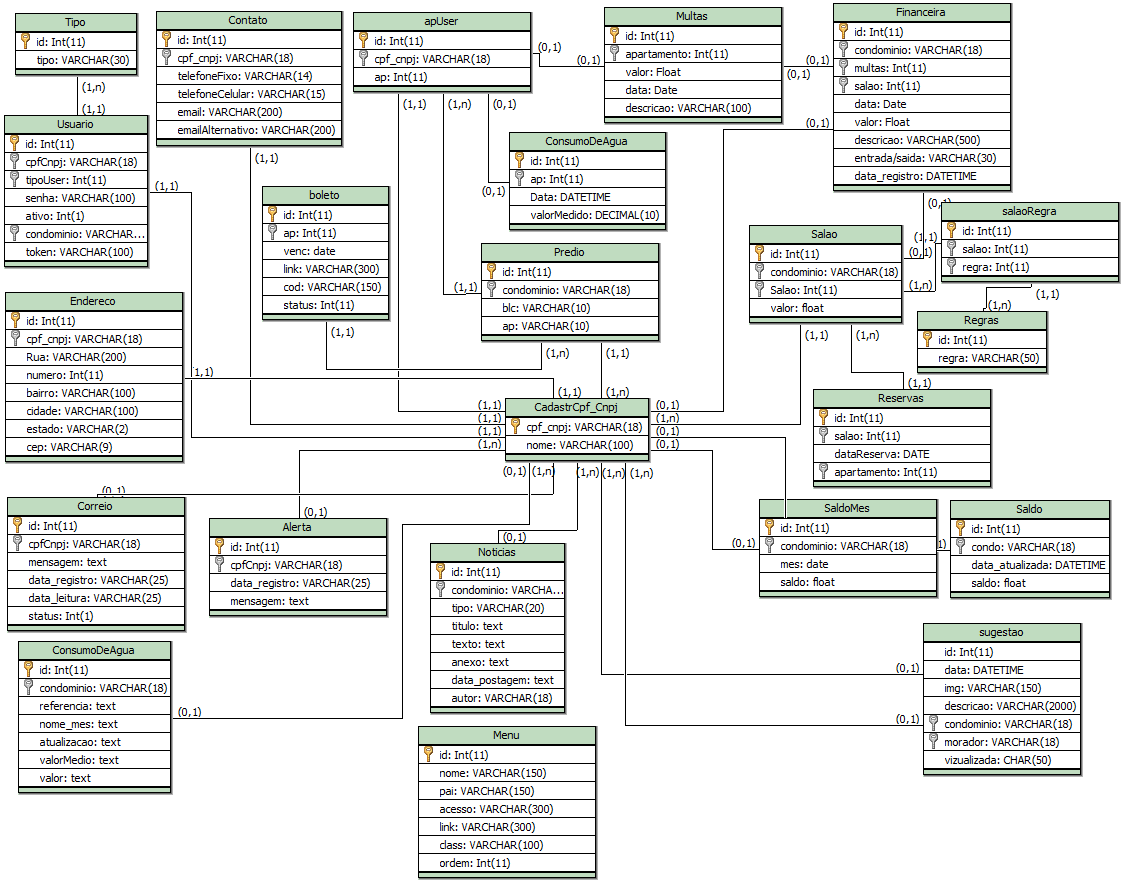 Tipo
id: Int(11)
tipo: VARCHAR(30)
(1,n)
(1,1)
Contato
id: Int(11)
cpf_cnpj: VARCHAR(18)
telefoneFixo: VARCHAR(14)
telefoneCelular: VARCHAR(15)
email: VARCHAR(200)
emailAlternativo: VARCHAR(200)
(1,1)
apUser
id: Int(11)
cpf_cnpj: VARCHAR(18)
ap: Int(11)
(0,1)
(0,1)
(1,1)
(1,n)
(0,1)
Multas
id: Int(11)
apartamento: Int(11)
valor: Float
data: Date
descricao: VARCHAR(100)
(0,1)
(0,1)
Financeira
id: Int(11)
condominio: VARCHAR(18)
multas: Int(11)
salao: Int(11)
data: Date
valor: Float
descricao: VARCHAR(500)
entrada/saida: VARCHAR(30)
data_registro: DATETIME
(0,1)
(0,
Usuario
id: Int(11)
cpfCnpj: VARCHAR(18)
tipoUser: Int(11)
senha: VARCHAR(100)
ativo: Int(1)
condominio: VARCHAR...
token: VARCHAR(100)
(1,1)
boleto
id: Int(11)
ap: Int(11)
venc: date
link: VARCHAR(300)
cod: VARCHAR(150)
status: Int(11)
(1,1)
ConsumoDeAgua
id: Int(11)
ap: Int(11)
Data: DATETIME
valorMedido: DECIMAL(10)
(0,1)
Predio
id: Int(11)
condominio: VARCHAR(18)
blc: VARCHAR(10)
ap: VARCHAR(10)
(1,1)
(1,n)
(1,1)
Salao
id: Int(11)
condominio: VARCHAR(18)
Salao: Int(11)
valor: float
(1,1)
(0,1)
(1,n)
(1,1)
(1,n)
salaoRegra
id: Int(11)
salao: Int(11)
regra: Int(11)
(1,1)
(1,n)
Regras
id: Int(11)
regra: VARCHAR(50)
Endereco
id: Int(11)
cpf_cnpj: VARCHAR(18)
Rua: VARCHAR(200)
numero: Int(11)
bairro: VARCHAR(100)
cidade: VARCHAR(100)
estado: VARCHAR(2)
cep: VARCHAR(9)
(1,1)
CadastrCpf_Cnpj
cpf_cnpj: VARCHAR(18)
nome: VARCHAR(100)
(1,1)
(1,n)
(1,1)
(1,1)
(1,1)
(1,n)
(0,1)
(1,n)
(0,1)
(0,1)
(0,1)
(1,n)
(1,n)
(1,n)
(1,n)
Reservas
id: Int(11)
salao: Int(11)
dataReserva: DATE
apartamento: Int(11)
(1,1)
Correio
id: Int(11)
cpfCnpj: VARCHAR(18)
mensagem: text
data_registro: VARCHAR(25)
data_leitura: VARCHAR(25)
status: Int(1)
(0,1)
Alerta
id: Int(11)
cpfCnpj: VARCHAR(18)
data_registro: VARCHAR(25)
mensagem: text
(0,1)
Noticias
id: Int(11)
condominio: VARCHA...
tipo: VARCHAR(20)
titulo: text
texto: text
anexo: text
data_postagem: text
autor: VARCHAR(18)
(0,1)
SaldoMes
id: Int(11)
condominio: VARCHAR(18)
mes: date
saldo: float
(0,1)
Saldo
id: Int(11)
condo: VARCHAR(18)
data_atualizada: DATETIME
saldo: float
1)
sugestao
id: Int(11)
data: DATETIME
img: VARCHAR(150)
descricao: VARCHAR(2000)
condominio: VARCHAR(18)
morador: VARCHAR(18)
vizualizada: CHAR(50)
(0,1)
(0,1)
ConsumoDeAgua
id: Int(11)
condominio: VARCHAR(18)
referencia: text
nome_mes: text
atualizacao: text
valorMedio: text
valor: text
(0,1)
Menu
id: Int(11)
nome: VARCHAR(150)
pai: VARCHAR(150)
acesso: VARCHAR(300)
link: VARCHAR(300)
class: VARCHAR(100)
ordem: Int(11)